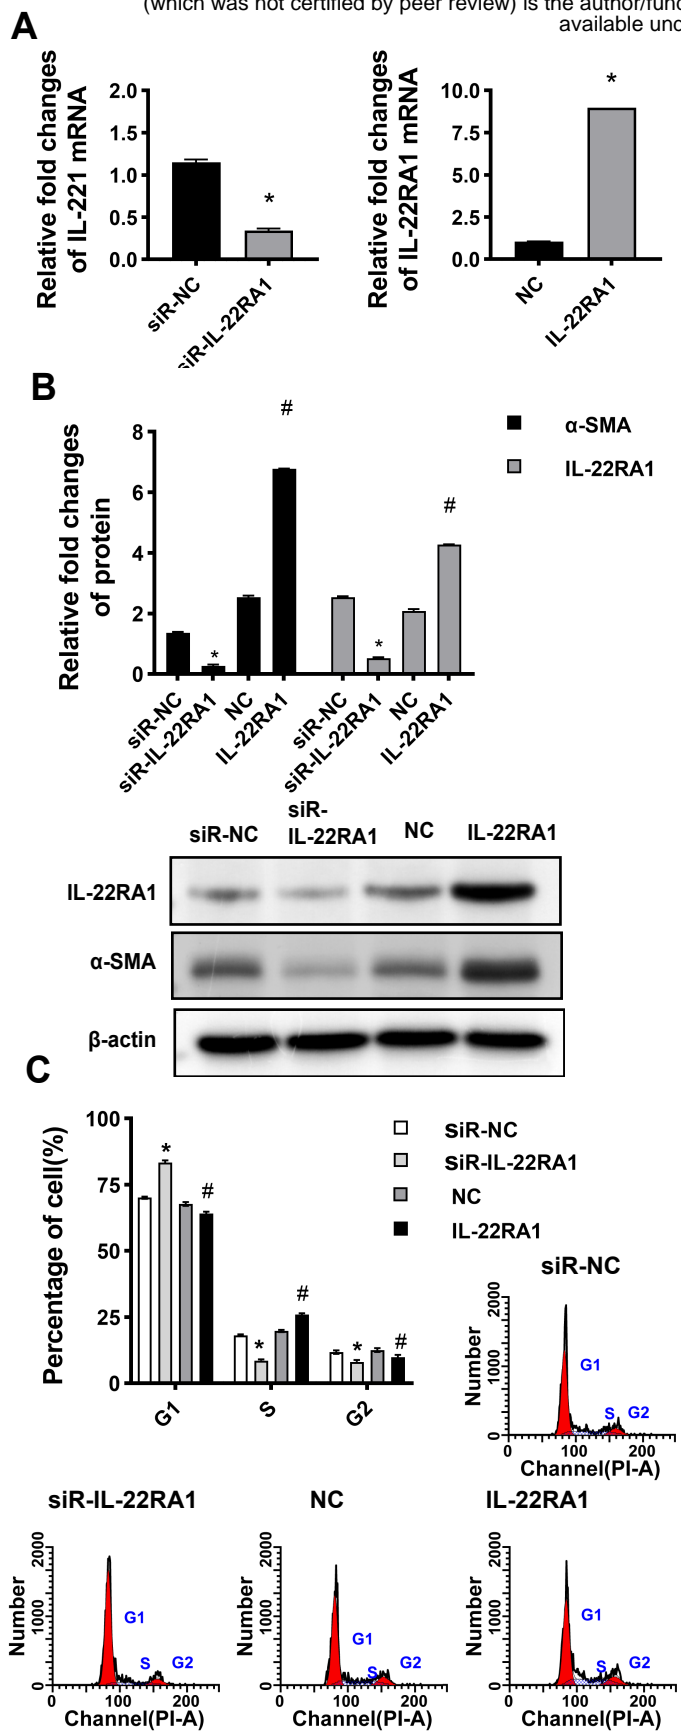 (which was not certified by peer review) is the author/fund
available und
A
Relative fold changes
of IL-221 mRNA
2.0
1.5
1.0
0.5
0.0
*
siR-NC
siR-IL-22RA1
Relative fold changes
of IL-22RA1 mRNA
10.0
7.5
5.0
2.5
0.0
*
NC
IL-22RA1
B
Relative fold changes
of protein
8
6
4
2
0
*
#
*
#
siR-NC
siR-IL-22RA1
NC
IL-22RA1
siR-NC
siR-IL-22RA1
NC
IL-22RA1
α-SMA
IL-22RA1
siR-NC
siR-
IL-22RA1
NC
IL-22RA1
IL-22RA1
α-SMA
β-actin
C
Percentage of cell(%)
100
75
50
25
0
*
#
*
#
*
#
G1
S
G2
siR-NC
siR-IL-22RA1
NC
IL-22RA1
siR-NC
Number
2000
1000
0
G1
S
G2
0 100 200
Channel(PI-A)
siR-IL-22RA1
Number
2000
1000
0
G1
S
G2
0 100 200
Channel(PI-A)
NC
Number
2000
1000
0
G1
S
G2
0 100 200
Channel(PI-A)
IL-22RA1
Number
2000
1000
0
G1
S
G2
0 100 200
Channel(PI-A)